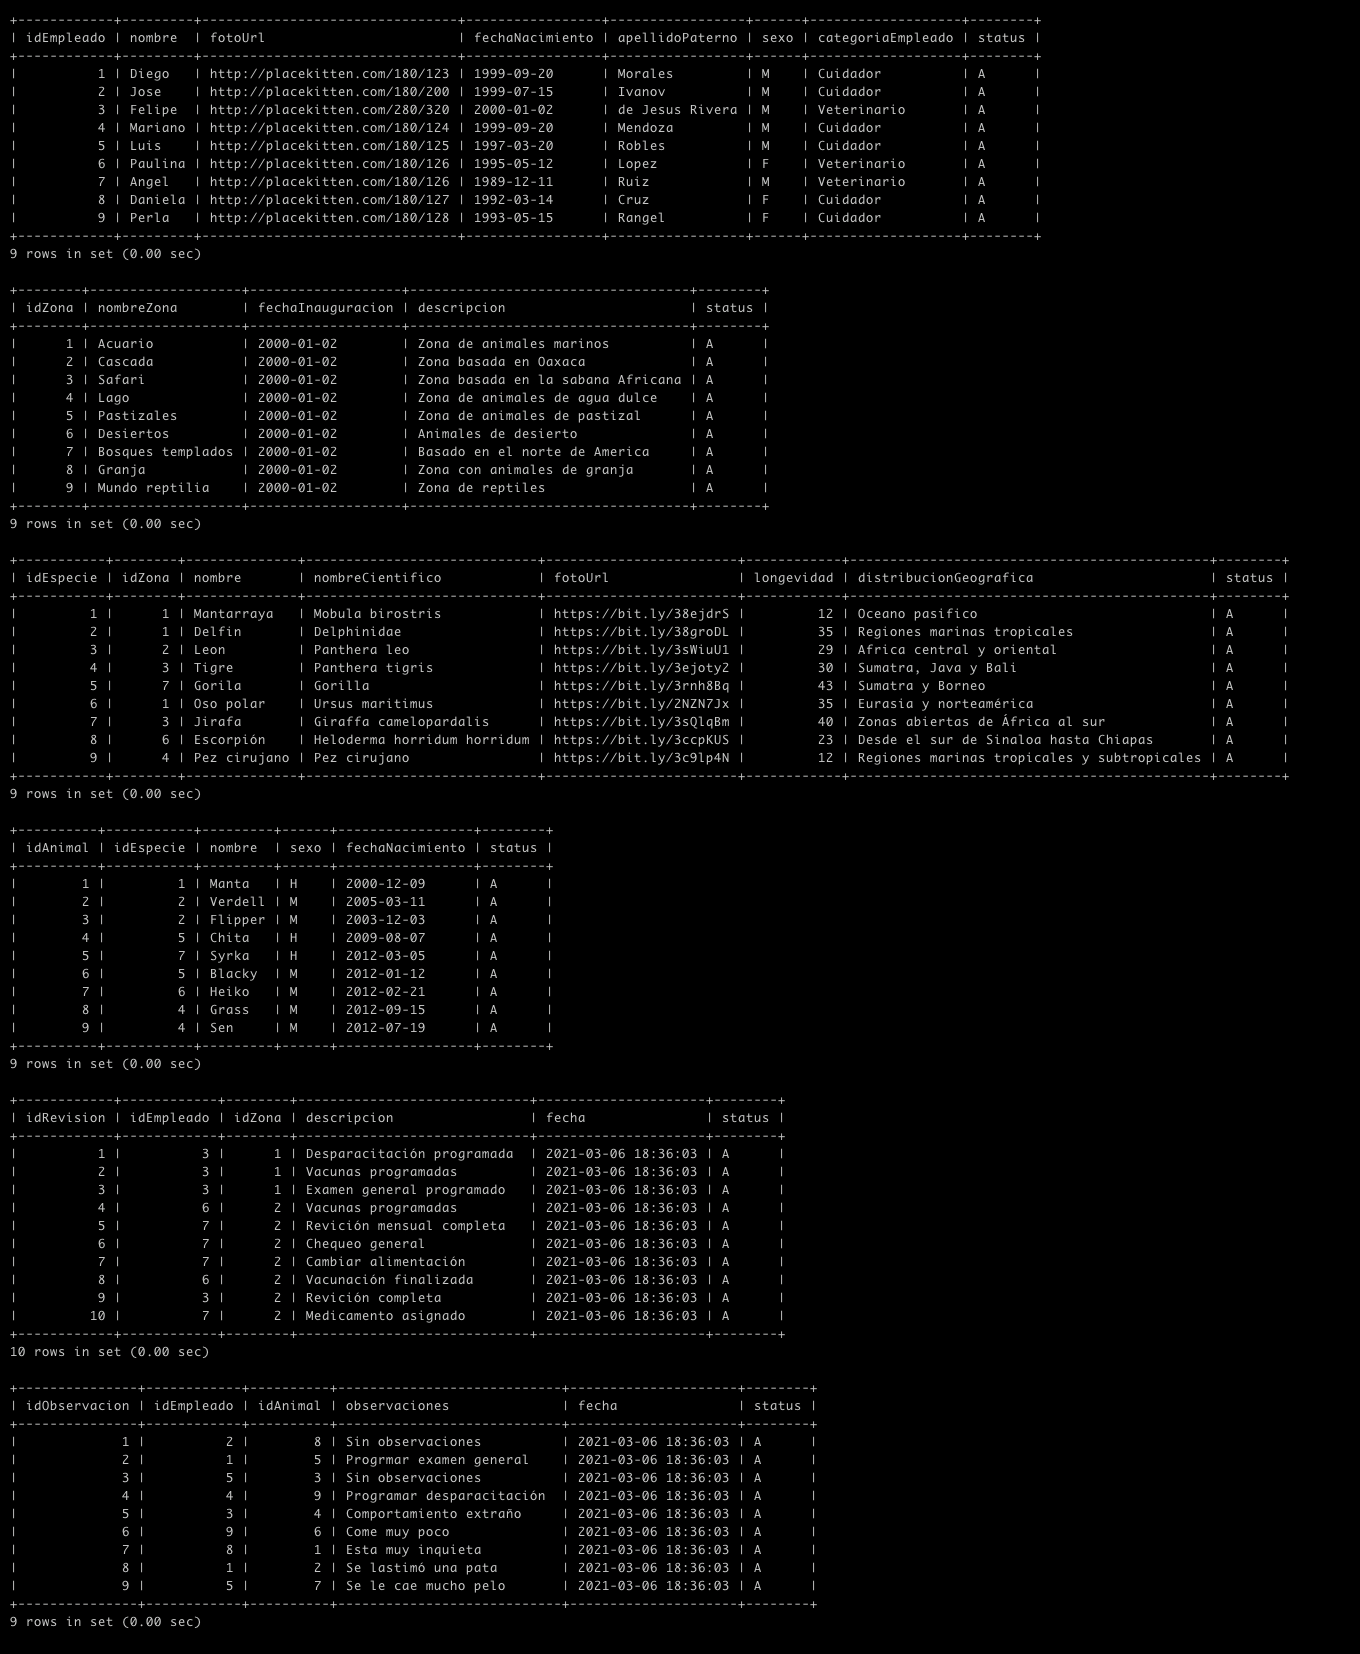 +------------+---------+--------------------------------+-----------------+-----------------+------+-------------------+--------+
| idEmpleado | nombre  | fotoUrl                        | fechaNacimiento | apellidoPaterno | sexo | categoriaEmpleado | status |
+------------+---------+--------------------------------+-----------------+-----------------+------+-------------------+--------+
|          1 | Diego   | http://placekitten.com/180/123 | 1999-09-20      | Morales         | M    | Cuidador          | A      |
|          2 | Jose    | http://placekitten.com/180/200 | 1999-07-15      | Ivanov          | M    | Cuidador          | A      |
|          3 | Felipe  | http://placekitten.com/280/320 | 2000-01-02      | de Jesus Rivera | M    | Veterinario       | A      |
|          4 | Mariano | http://placekitten.com/180/124 | 1999-09-20      | Mendoza         | M    | Cuidador          | A      |
|          5 | Luis    | http://placekitten.com/180/125 | 1997-03-20      | Robles          | M    | Cuidador          | A      |
|          6 | Paulina | http://placekitten.com/180/126 | 1995-05-12      | Lopez           | F    | Veterinario       | A      |
|          7 | Angel   | http://placekitten.com/180/126 | 1989-12-11      | Ruiz            | M    | Veterinario       | A      |
|          8 | Daniela | http://placekitten.com/180/127 | 1992-03-14      | Cruz            | F    | Cuidador          | A      |
|          9 | Perla   | http://placekitten.com/180/128 | 1993-05-15      | Rangel          | F    | Cuidador          | A      |
+------------+---------+--------------------------------+-----------------+-----------------+------+-------------------+--------+
9 rows in set (0.00 sec)

+--------+-------------------+-------------------+-----------------------------------+--------+
| idZona | nombreZona        | fechaInauguracion | descripcion                       | status |
+--------+-------------------+-------------------+-----------------------------------+--------+
|      1 | Acuario           | 2000-01-02        | Zona de animales marinos          | A      |
|      2 | Cascada           | 2000-01-02        | Zona basada en Oaxaca             | A      |
|      3 | Safari            | 2000-01-02        | Zona basada en la sabana Africana | A      |
|      4 | Lago              | 2000-01-02        | Zona de animales de agua dulce    | A      |
|      5 | Pastizales        | 2000-01-02        | Zona de animales de pastizal      | A      |
|      6 | Desiertos         | 2000-01-02        | Animales de desierto              | A      |
|      7 | Bosques templados | 2000-01-02        | Basado en el norte de America     | A      |
|      8 | Granja            | 2000-01-02        | Zona con animales de granja       | A      |
|      9 | Mundo reptilia    | 2000-01-02        | Zona de reptiles                  | A      |
+--------+-------------------+-------------------+-----------------------------------+--------+
9 rows in set (0.00 sec)

+-----------+--------+--------------+-----------------------------+------------------------+------------+---------------------------------------------+--------+
| idEspecie | idZona | nombre       | nombreCientifico            | fotoUrl                | longevidad | distribucionGeografica                      | status |
+-----------+--------+--------------+-----------------------------+------------------------+------------+---------------------------------------------+--------+
|         1 |      1 | Mantarraya   | Mobula birostris            | https://bit.ly/38ejdrS |         12 | Oceano pasifico                             | A      |
|         2 |      1 | Delfin       | Delphinidae                 | https://bit.ly/38groDL |         35 | Regiones marinas tropicales                 | A      |
|         3 |      2 | Leon         | Panthera leo                | https://bit.ly/3sWiuU1 |         29 | Africa central y oriental                   | A      |
|         4 |      3 | Tigre        | Panthera tigris             | https://bit.ly/3ejoty2 |         30 | Sumatra, Java y Bali                        | A      |
|         5 |      7 | Gorila       | Gorilla                     | https://bit.ly/3rnh8Bq |         43 | Sumatra y Borneo                            | A      |
|         6 |      1 | Oso polar    | Ursus maritimus             | https://bit.ly/2NZN7Jx |         35 | Eurasia y norteamérica                      | A      |
|         7 |      3 | Jirafa       | Giraffa camelopardalis      | https://bit.ly/3sQlqBm |         40 | Zonas abiertas de África al sur             | A      |
|         8 |      6 | Escorpión    | Heloderma horridum horridum | https://bit.ly/3ccpKUS |         23 | Desde el sur de Sinaloa hasta Chiapas       | A      |
|         9 |      4 | Pez cirujano | Pez cirujano                | https://bit.ly/3c9lp4N |         12 | Regiones marinas tropicales y subtropicales | A      |
+-----------+--------+--------------+-----------------------------+------------------------+------------+---------------------------------------------+--------+
9 rows in set (0.00 sec)

+----------+-----------+---------+------+-----------------+--------+
| idAnimal | idEspecie | nombre  | sexo | fechaNacimiento | status |
+----------+-----------+---------+------+-----------------+--------+
|        1 |         1 | Manta   | H    | 2000-12-09      | A      |
|        2 |         2 | Verdell | M    | 2005-03-11      | A      |
|        3 |         2 | Flipper | M    | 2003-12-03      | A      |
|        4 |         5 | Chita   | H    | 2009-08-07      | A      |
|        5 |         7 | Syrka   | H    | 2012-03-05      | A      |
|        6 |         5 | Blacky  | M    | 2012-01-12      | A      |
|        7 |         6 | Heiko   | M    | 2012-02-21      | A      |
|        8 |         4 | Grass   | M    | 2012-09-15      | A      |
|        9 |         4 | Sen     | M    | 2012-07-19      | A      |
+----------+-----------+---------+------+-----------------+--------+
9 rows in set (0.00 sec)

+------------+------------+--------+-----------------------------+---------------------+--------+
| idRevision | idEmpleado | idZona | descripcion                 | fecha               | status |
+------------+------------+--------+-----------------------------+---------------------+--------+
|          1 |          3 |      1 | Desparacitación programada  | 2021-03-06 18:36:03 | A      |
|          2 |          3 |      1 | Vacunas programadas         | 2021-03-06 18:36:03 | A      |
|          3 |          3 |      1 | Examen general programado   | 2021-03-06 18:36:03 | A      |
|          4 |          6 |      2 | Vacunas programadas         | 2021-03-06 18:36:03 | A      |
|          5 |          7 |      2 | Revición mensual completa   | 2021-03-06 18:36:03 | A      |
|          6 |          7 |      2 | Chequeo general             | 2021-03-06 18:36:03 | A      |
|          7 |          7 |      2 | Cambiar alimentación        | 2021-03-06 18:36:03 | A      |
|          8 |          6 |      2 | Vacunación finalizada       | 2021-03-06 18:36:03 | A      |
|          9 |          3 |      2 | Revición completa           | 2021-03-06 18:36:03 | A      |
|         10 |          7 |      2 | Medicamento asignado        | 2021-03-06 18:36:03 | A      |
+------------+------------+--------+-----------------------------+---------------------+--------+
10 rows in set (0.00 sec)

+---------------+------------+----------+----------------------------+---------------------+--------+
| idObservacion | idEmpleado | idAnimal | observaciones              | fecha               | status |
+---------------+------------+----------+----------------------------+---------------------+--------+
|             1 |          2 |        8 | Sin observaciones          | 2021-03-06 18:36:03 | A      |
|             2 |          1 |        5 | Progrmar examen general    | 2021-03-06 18:36:03 | A      |
|             3 |          5 |        3 | Sin observaciones          | 2021-03-06 18:36:03 | A      |
|             4 |          4 |        9 | Programar desparacitación  | 2021-03-06 18:36:03 | A      |
|             5 |          3 |        4 | Comportamiento extraño     | 2021-03-06 18:36:03 | A      |
|             6 |          9 |        6 | Come muy poco              | 2021-03-06 18:36:03 | A      |
|             7 |          8 |        1 | Esta muy inquieta          | 2021-03-06 18:36:03 | A      |
|             8 |          1 |        2 | Se lastimó una pata        | 2021-03-06 18:36:03 | A      |
|             9 |          5 |        7 | Se le cae mucho pelo       | 2021-03-06 18:36:03 | A      |
+---------------+------------+----------+----------------------------+---------------------+--------+
9 rows in set (0.00 sec)